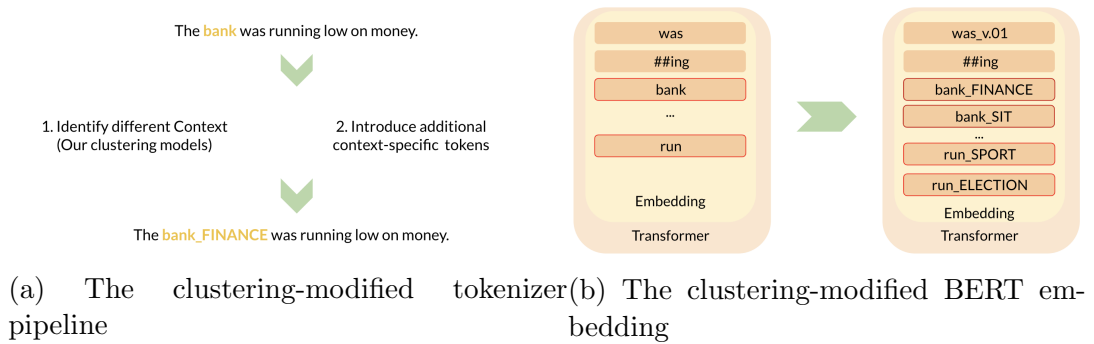 The bank was running low on money.
1. Identify different Context
(Our clustering models)
2. Introduce additional
context-specific tokens
The bank_FINANCE was running low on money.
(a) The clustering-modified tokenizer
pipeline
was
##ing
bank
...
run
Embedding
Transformer
was_v.01
##ing
bank_FINANCE
bank_SIT
...
run_SPORT
run_ELECTION
Embedding
Transformer
(b) The clustering-modified BERT em-
bedding